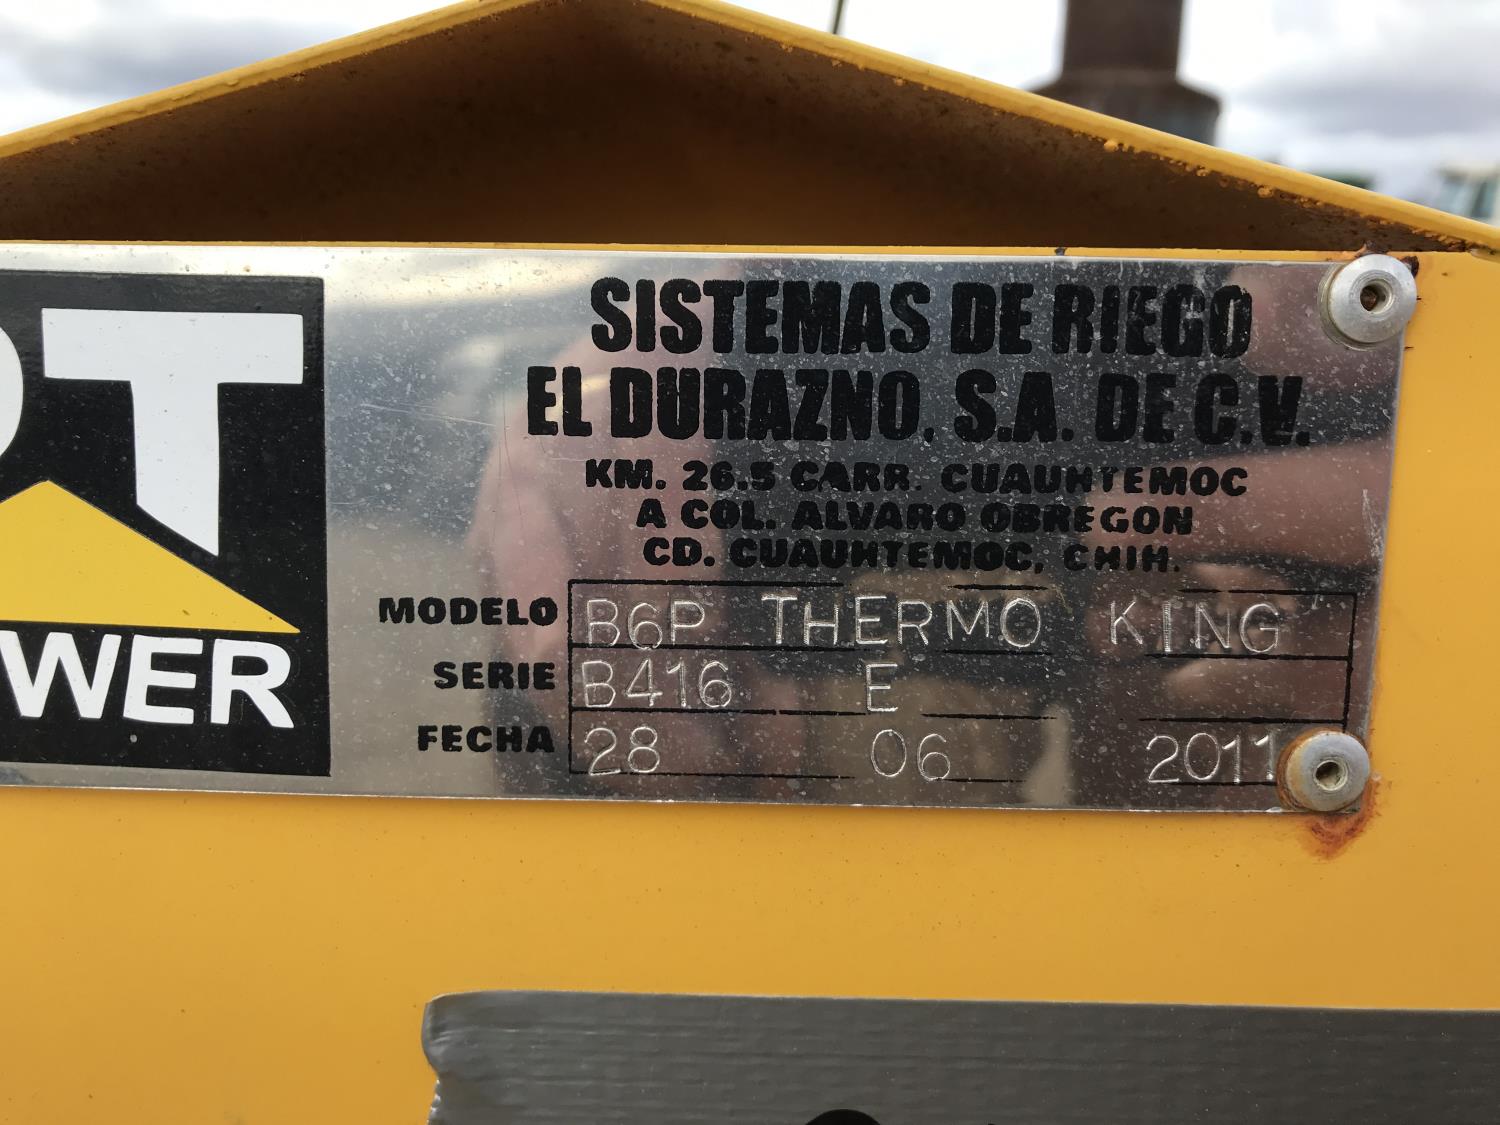 T
WER
SISTEMAS DE RIEGO
EL DURAZNO, S.A. DE C.V.
KM. 26.5 CARR. CUAUHTEMOC
A COL. ALVARO OBREGON
CD. CUAUHTEMOC, CHIH.
MODELO B6P THERMO KING
SERIE B416 E
FECHA 28 06 2011